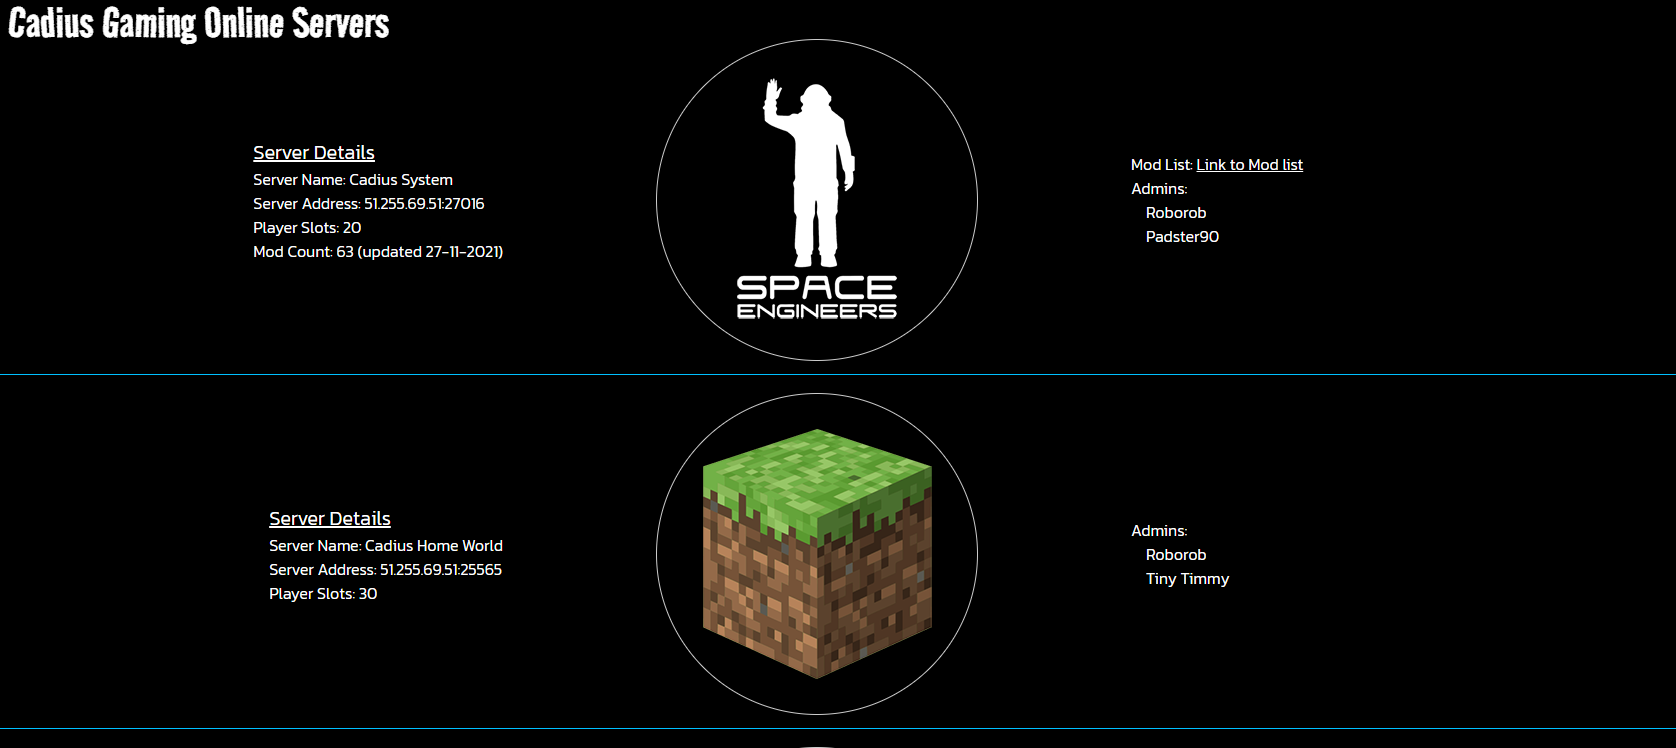 Cadius Gaming Online Servers
Server Details
Server Name: Cadius System
Server Address: 51.255.69.51:27016
Player Slots: 20
Mod Count: 63 (updated 27-11-2021)
SPACE
ENGINEERS
Mod List: Link to Mod list
Admins:
Roborob
Padster90
Server Details
Server Name: Cadius Home World
Server Address: 51.255.69.51:25565
Player Slots: 30
Admins:
Roborob
Tiny Timmy